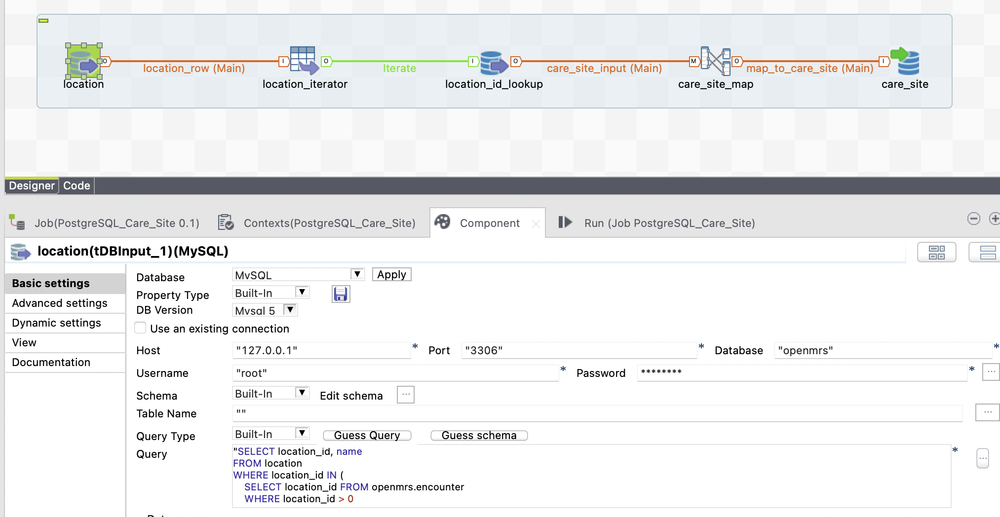 O location_row (Main) I O Iterate I O care_site_input (Main) M O map_to_care_site (Main) I
location location_iterator location_id_lookup care_site_map care_site
Designer Code
Job(PostgreSQL_Care_Site 0.1) Contexts(PostgreSQL_Care_Site) Component Run (Job PostgreSQL_Care_Site)
location(tDBInput_1)(MySQL)
Basic settings
Advanced settings
Dynamic settings
View
Documentation
Database MySQL Apply
Property Type Built-In
DB Version Mysql 5
Use an existing connection
Host "127.0.0.1" * Port "3306" * Database "openmrs" *
Username "root" * Password ******** * ...
Schema Built-In Edit schema ...
Table Name "" ...
Query Type Built-In Guess Query Guess schema
Query "SELECT location_id, name * ...
FROM location
WHERE location_id IN (
SELECT location_id FROM openmrs.encounter
WHERE location_id > 0